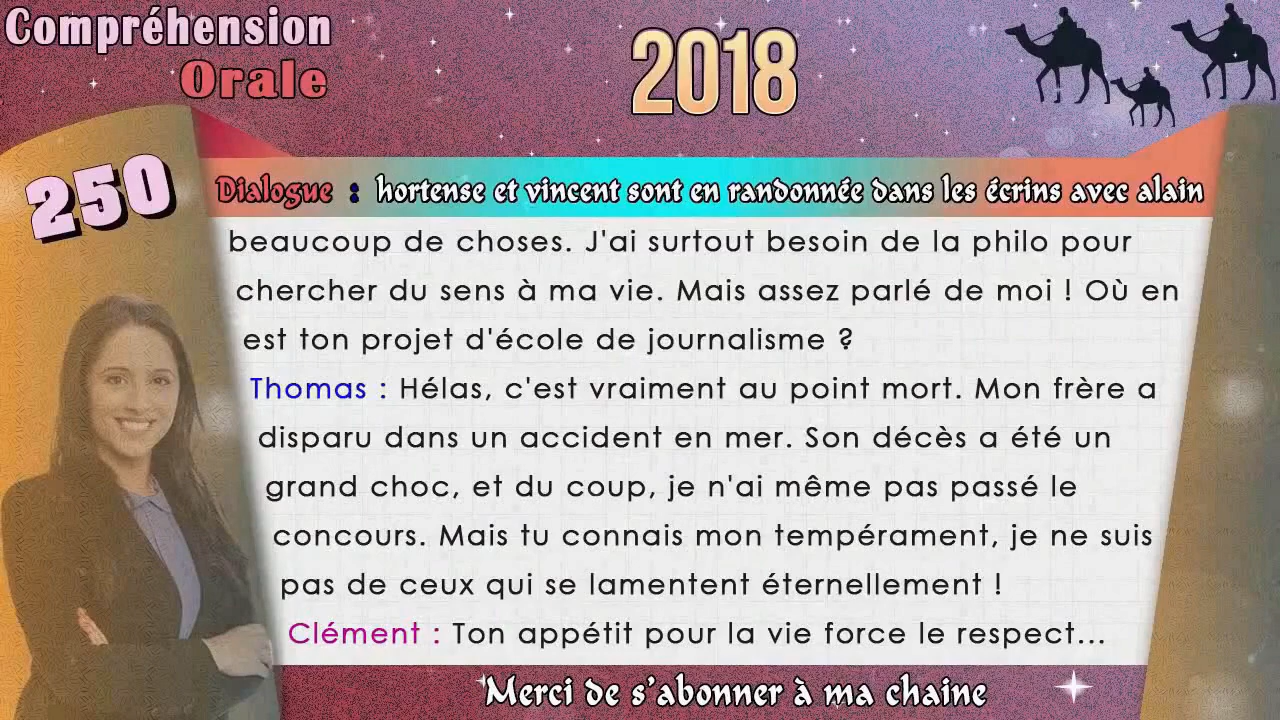 Compréhension
Orale
2018
250
Dialogue : hortense et vincent sont en randonnée dans les écrins avec alain
beaucoup de choses. J'ai surtout besoin de la philo pour
chercher du sens à ma vie. Mais assez parlé de moi ! Où en
est ton projet d'école de journalisme ?
Thomas : Hélas, c'est vraiment au point mort. Mon frère a
disparu dans un accident en mer. Son décès a été un
grand choc, et du coup, je n'ai même pas passé le
concours. Mais tu connais mon tempérament, je ne suis
pas de ceux qui se lamentent éternellement !
Clément : Ton appétit pour la vie force le respect...
Merci de s'abonner à ma chaine